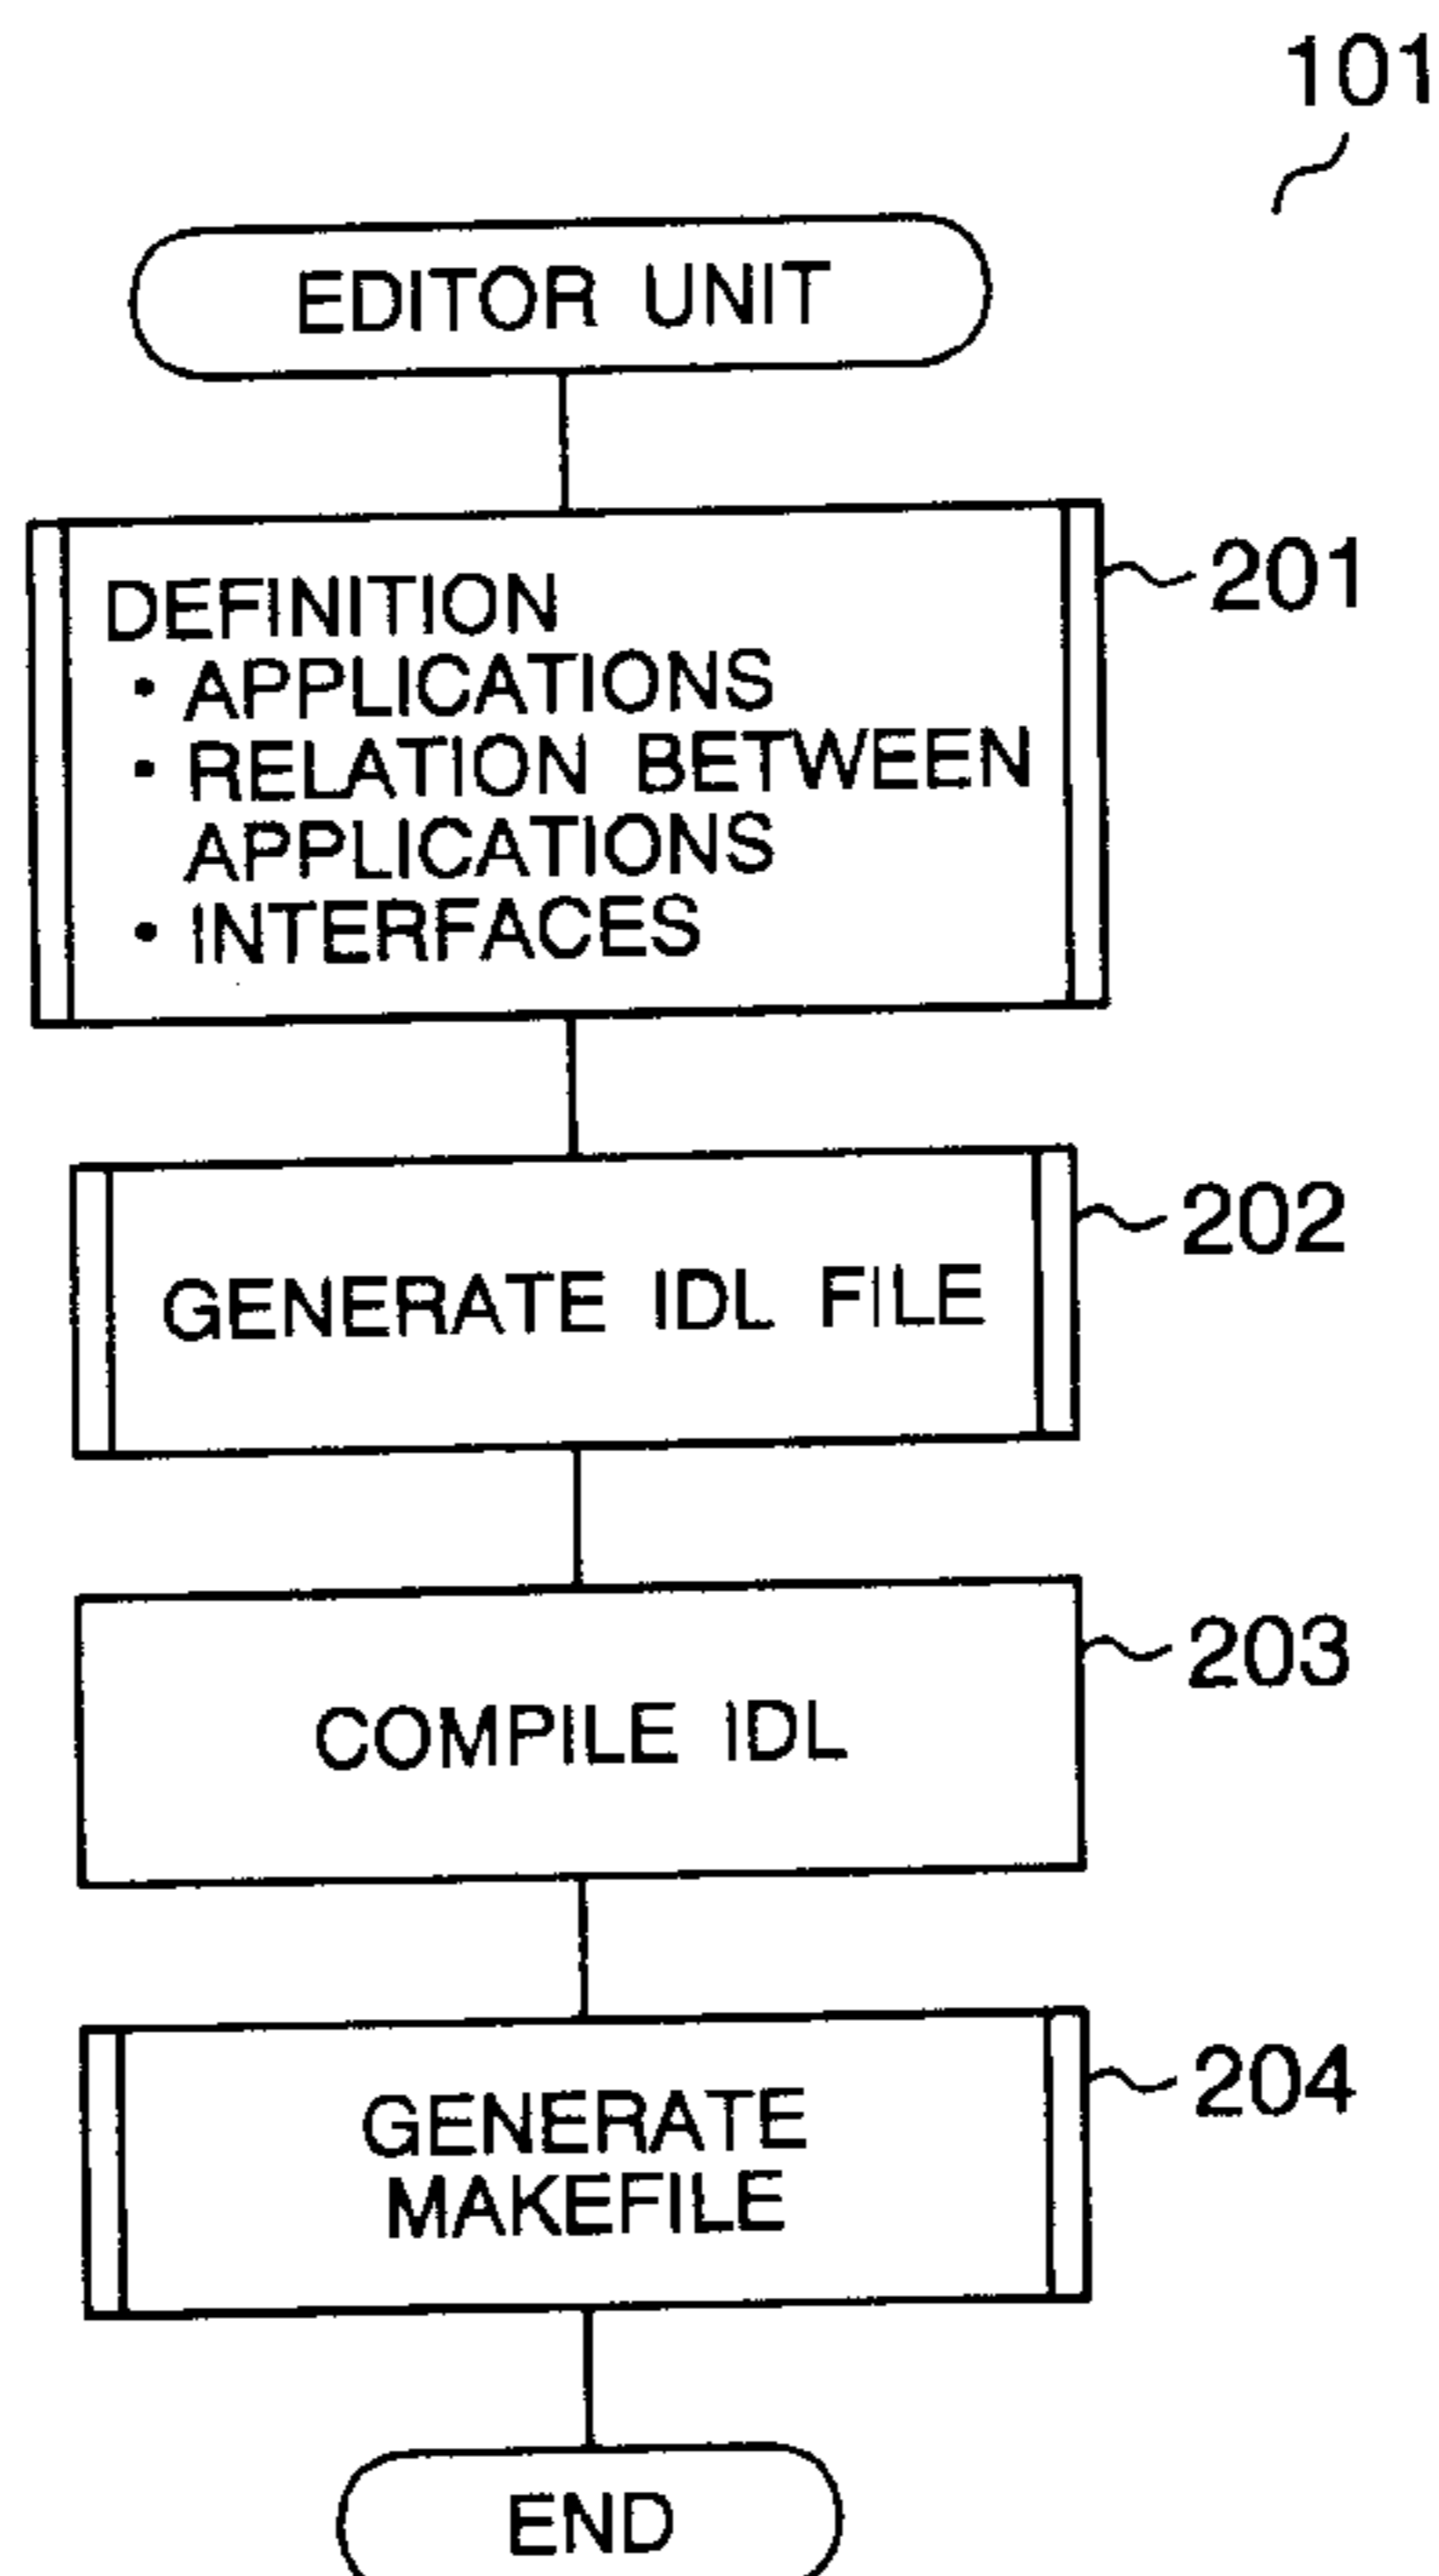 101
EDITOR UNIT
DEFINITION
• APPLICATIONS
• RELATION BETWEEN
APPLICATIONS
• INTERFACES
201
GENERATE IDL FILE
202
COMPILE IDL
203
GENERATE
MAKEFILE
204
END